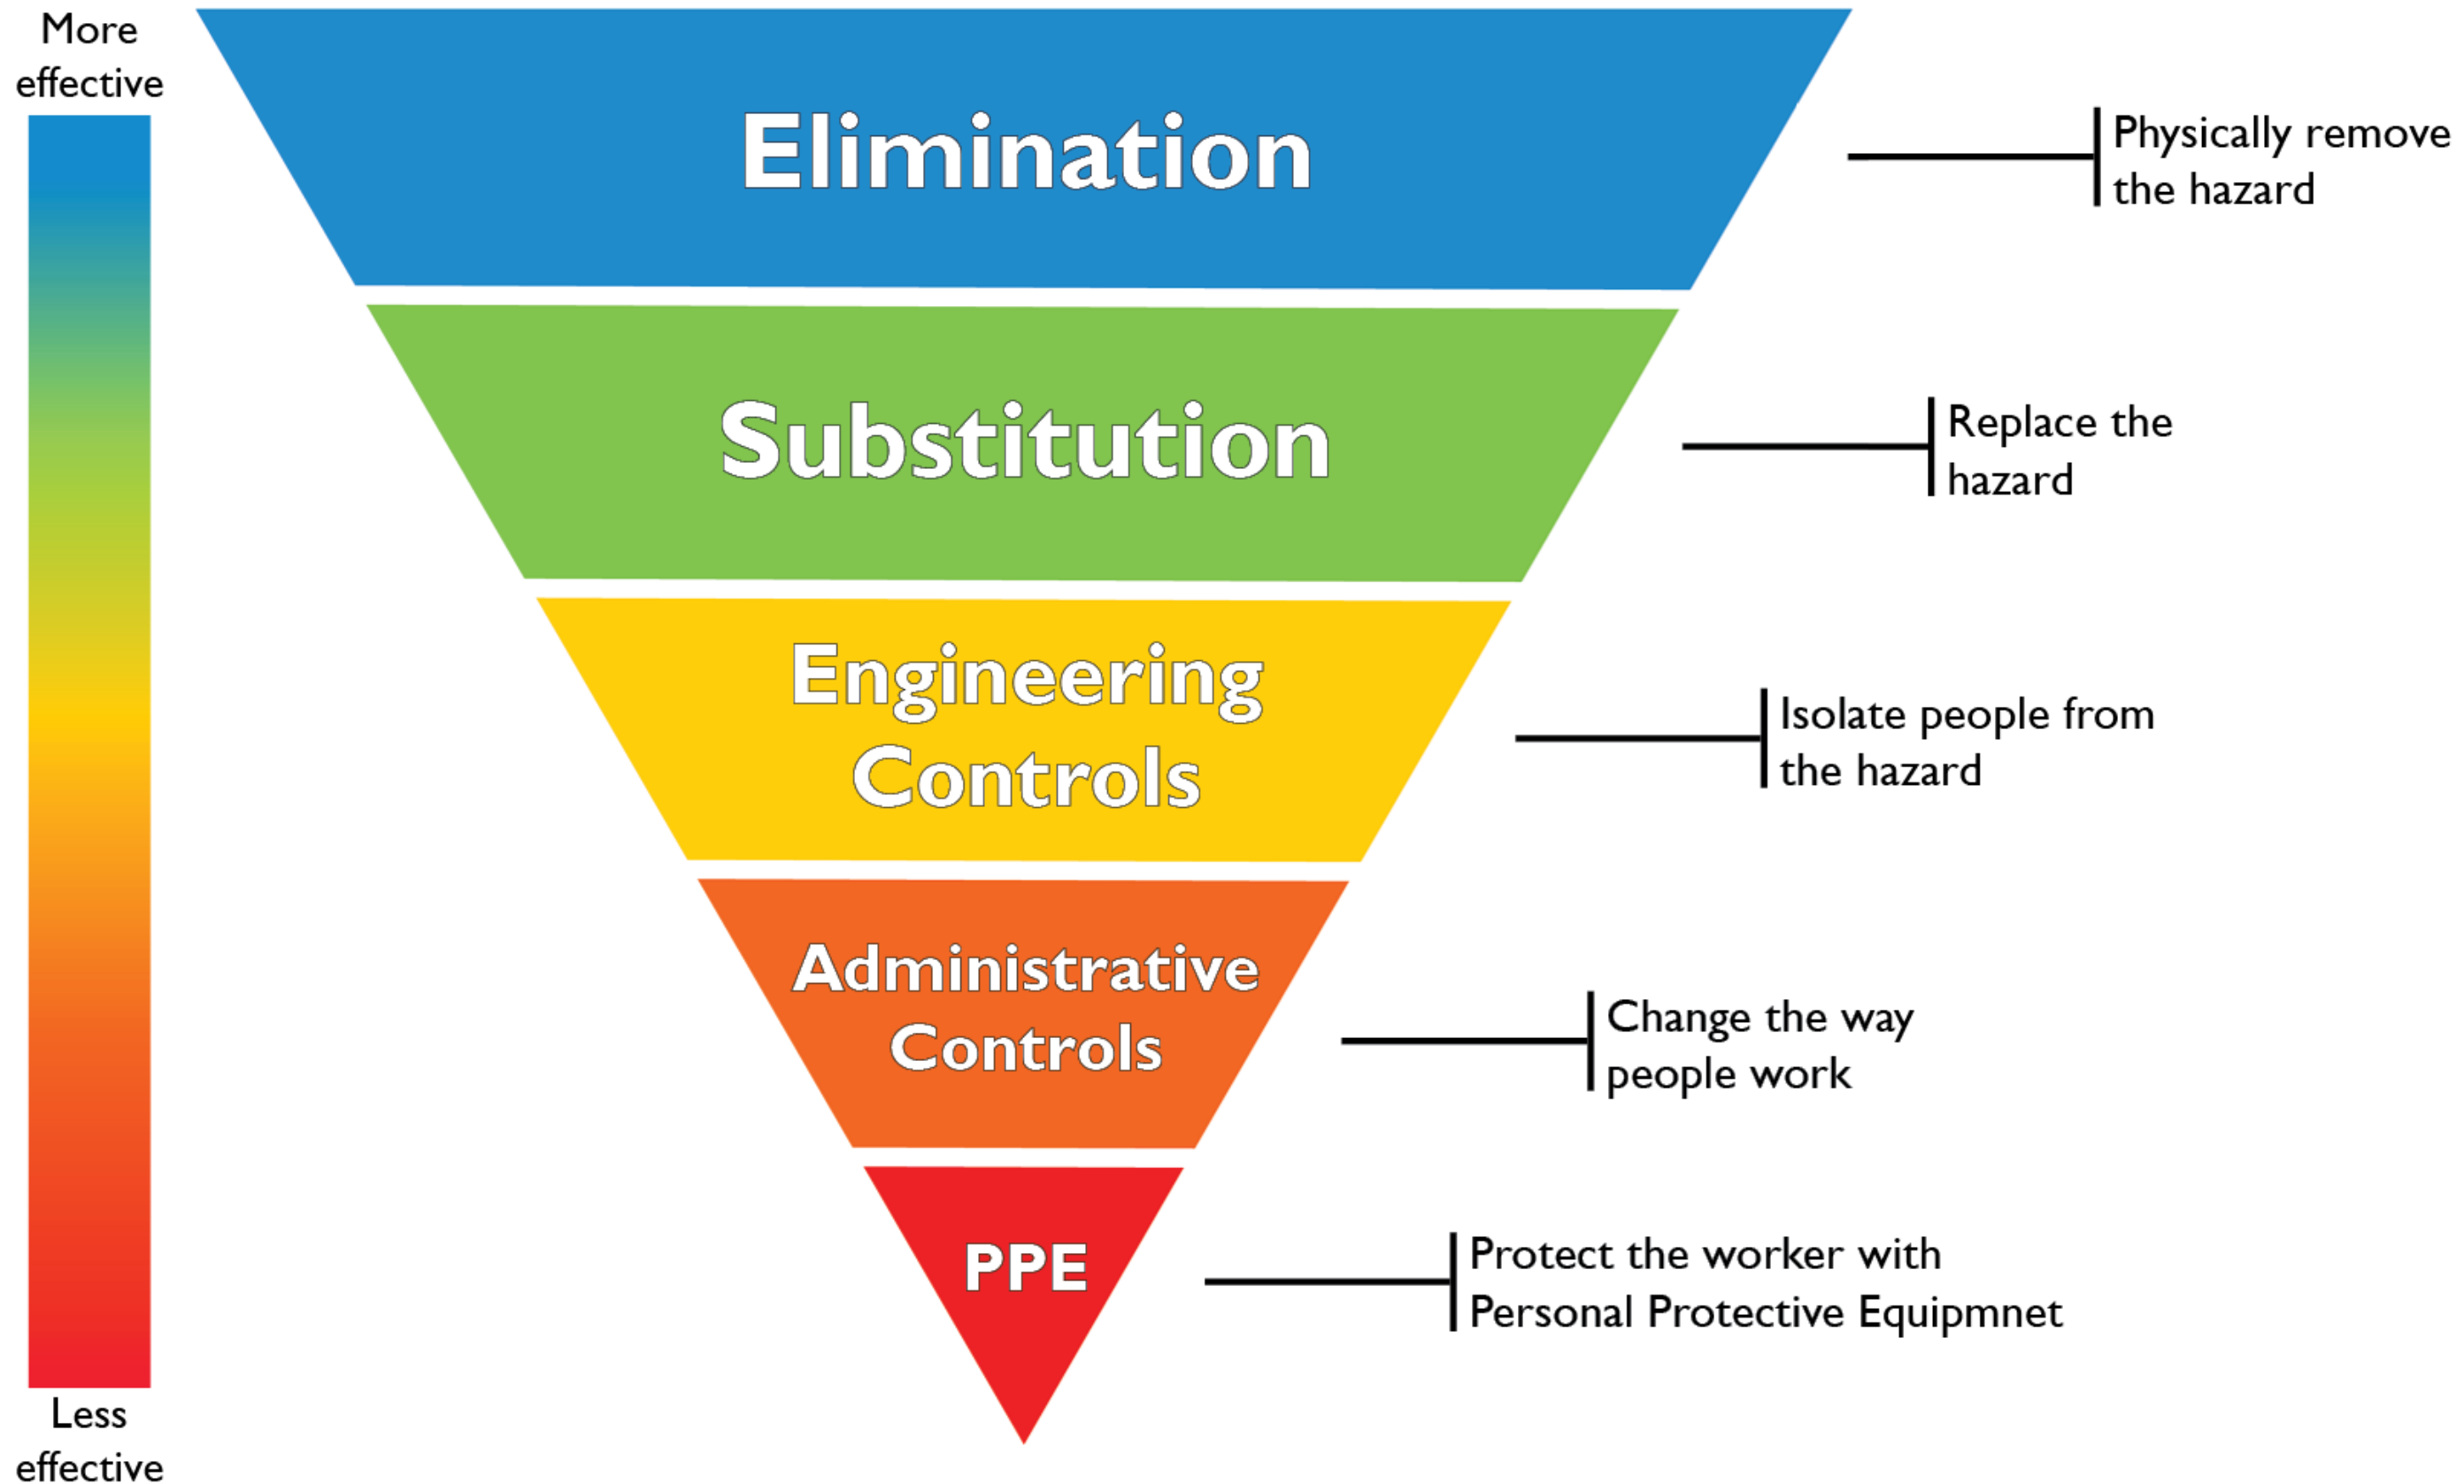 More
effective
Elimination
Physically remove
the hazard
Substitution
Replace the
hazard
Engineering
Controls
Isolate people from
the hazard
Administrative
Controls
Change the way
people work
PPE
Protect the worker with
Personal Protective Equipmnet
Less
effective